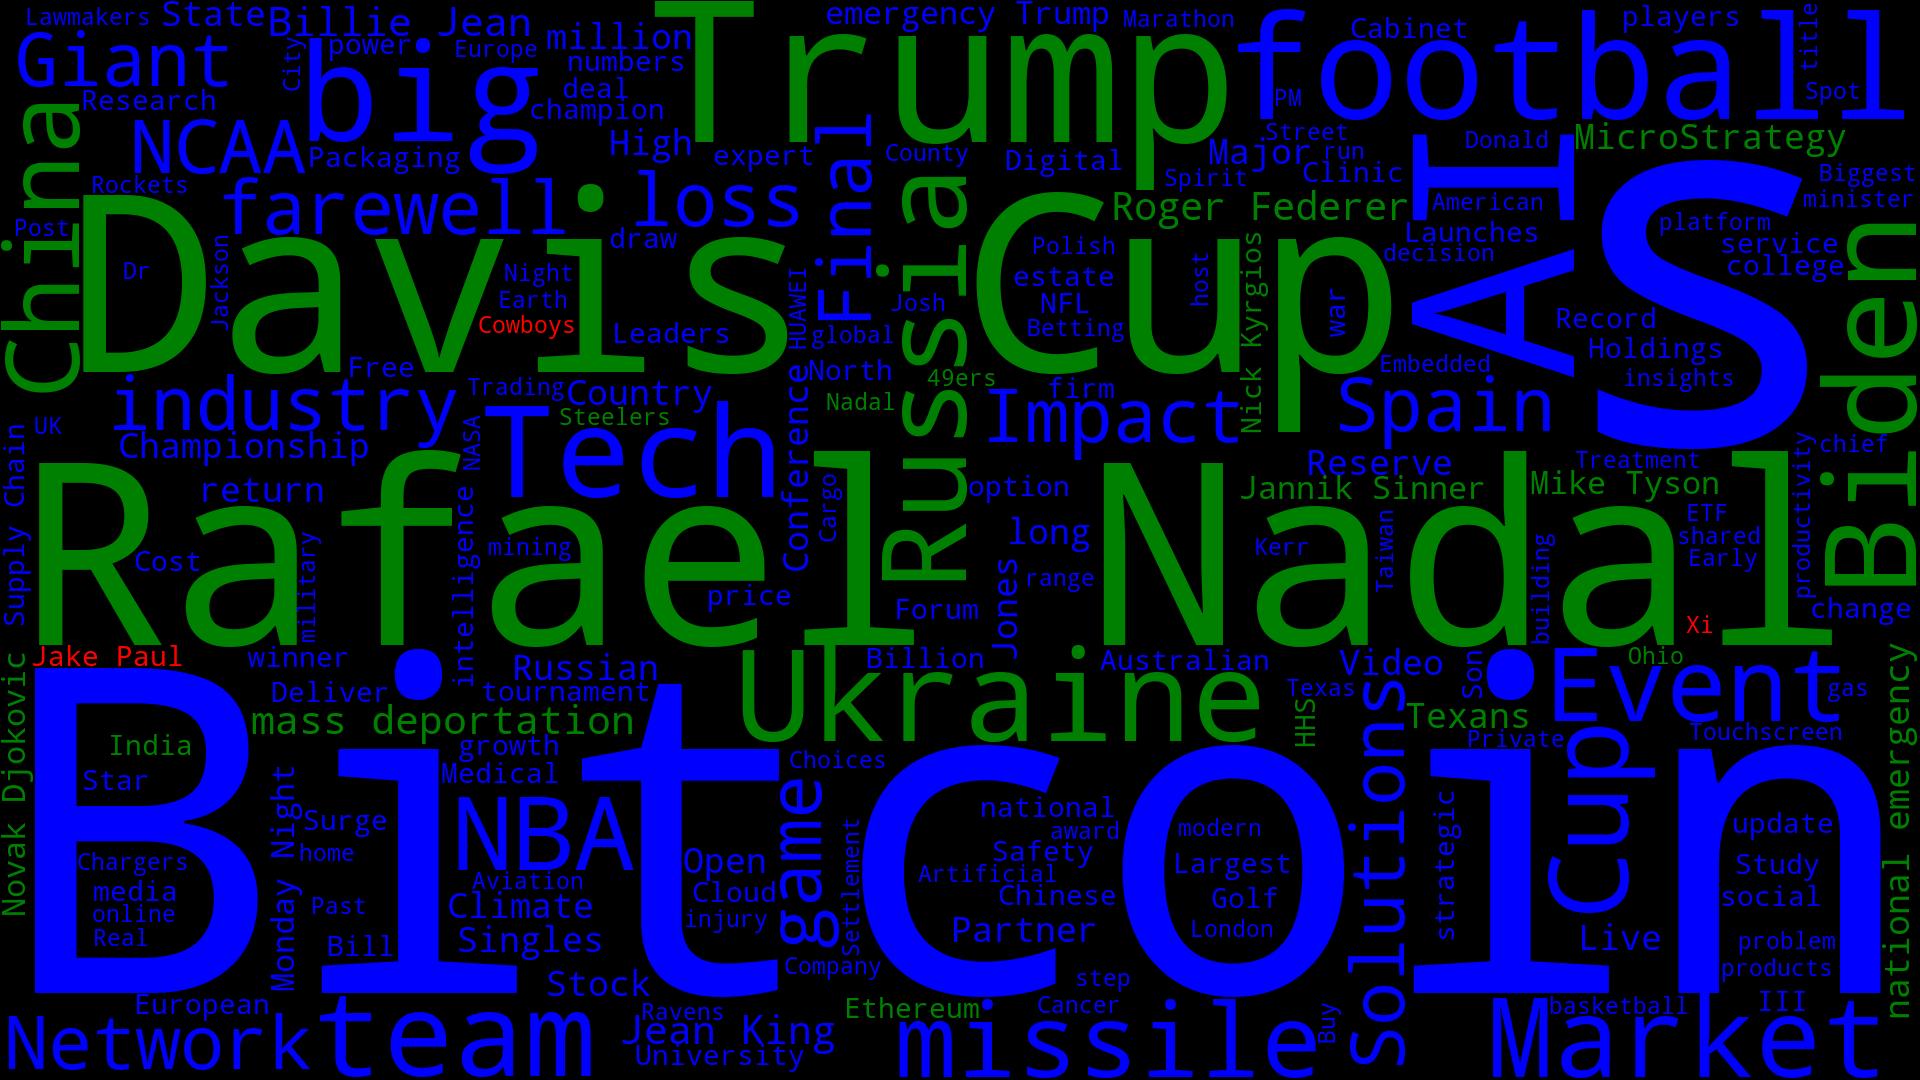 Lawmakers State Billie Jean emergency Trump Marathon Cabinet players
Giant City power Europe million Trump football title
big numbers deal PM Spot
Research champion
NCAA Packaging High expert Final County Digital Street Major run Donald MicroStrategy
China Rockets farewell loss Spirit Clinic AI S Biggest
Post Davis Cup Roger Federer American minister
draw Russia Polish Launches platform service Biden
Dr Jackson Night HUAWEI estate host Nick Kyrgios decision college
Earth Josh NFL war
Cowboys Leaders global Betting Record
Holdings
Free North Embedded insights
industry Trading Country 49ers firm Spain
UK Steelers Nadal Impact
Championship NASA Tech Conference Reserve Treatment chief
Supply Chain return Cargo option Jannik Sinner Mike Tyson productivity
Rafael Nadal
military intelligence mining long Kerr Taiwan building ETF
shared
Cost Early
price Forum Jones range change
Xi
Jake Paul winner Russian Billion Australian Video Son Ohio
Novak Djokovic Deliver tournament Ukraine Texas Event gas national emergency
mass deportation HHS Texans
India growth Choices Private Touchscreen
Star Medical
Bitcoin
Monday Night Surge NBA game national Solutions strategic Cup
home award modern update
Chargers Open Safety Largest Study
media Aviation Cloud Artificial social
online Past Climate injury Settlement Chinese Golf
Real Bill Singles Partner London Live problem
Company products
European Stock step
Network team Ravens Ethereum Cancer basketball III
Jean King missile Buy Market
University